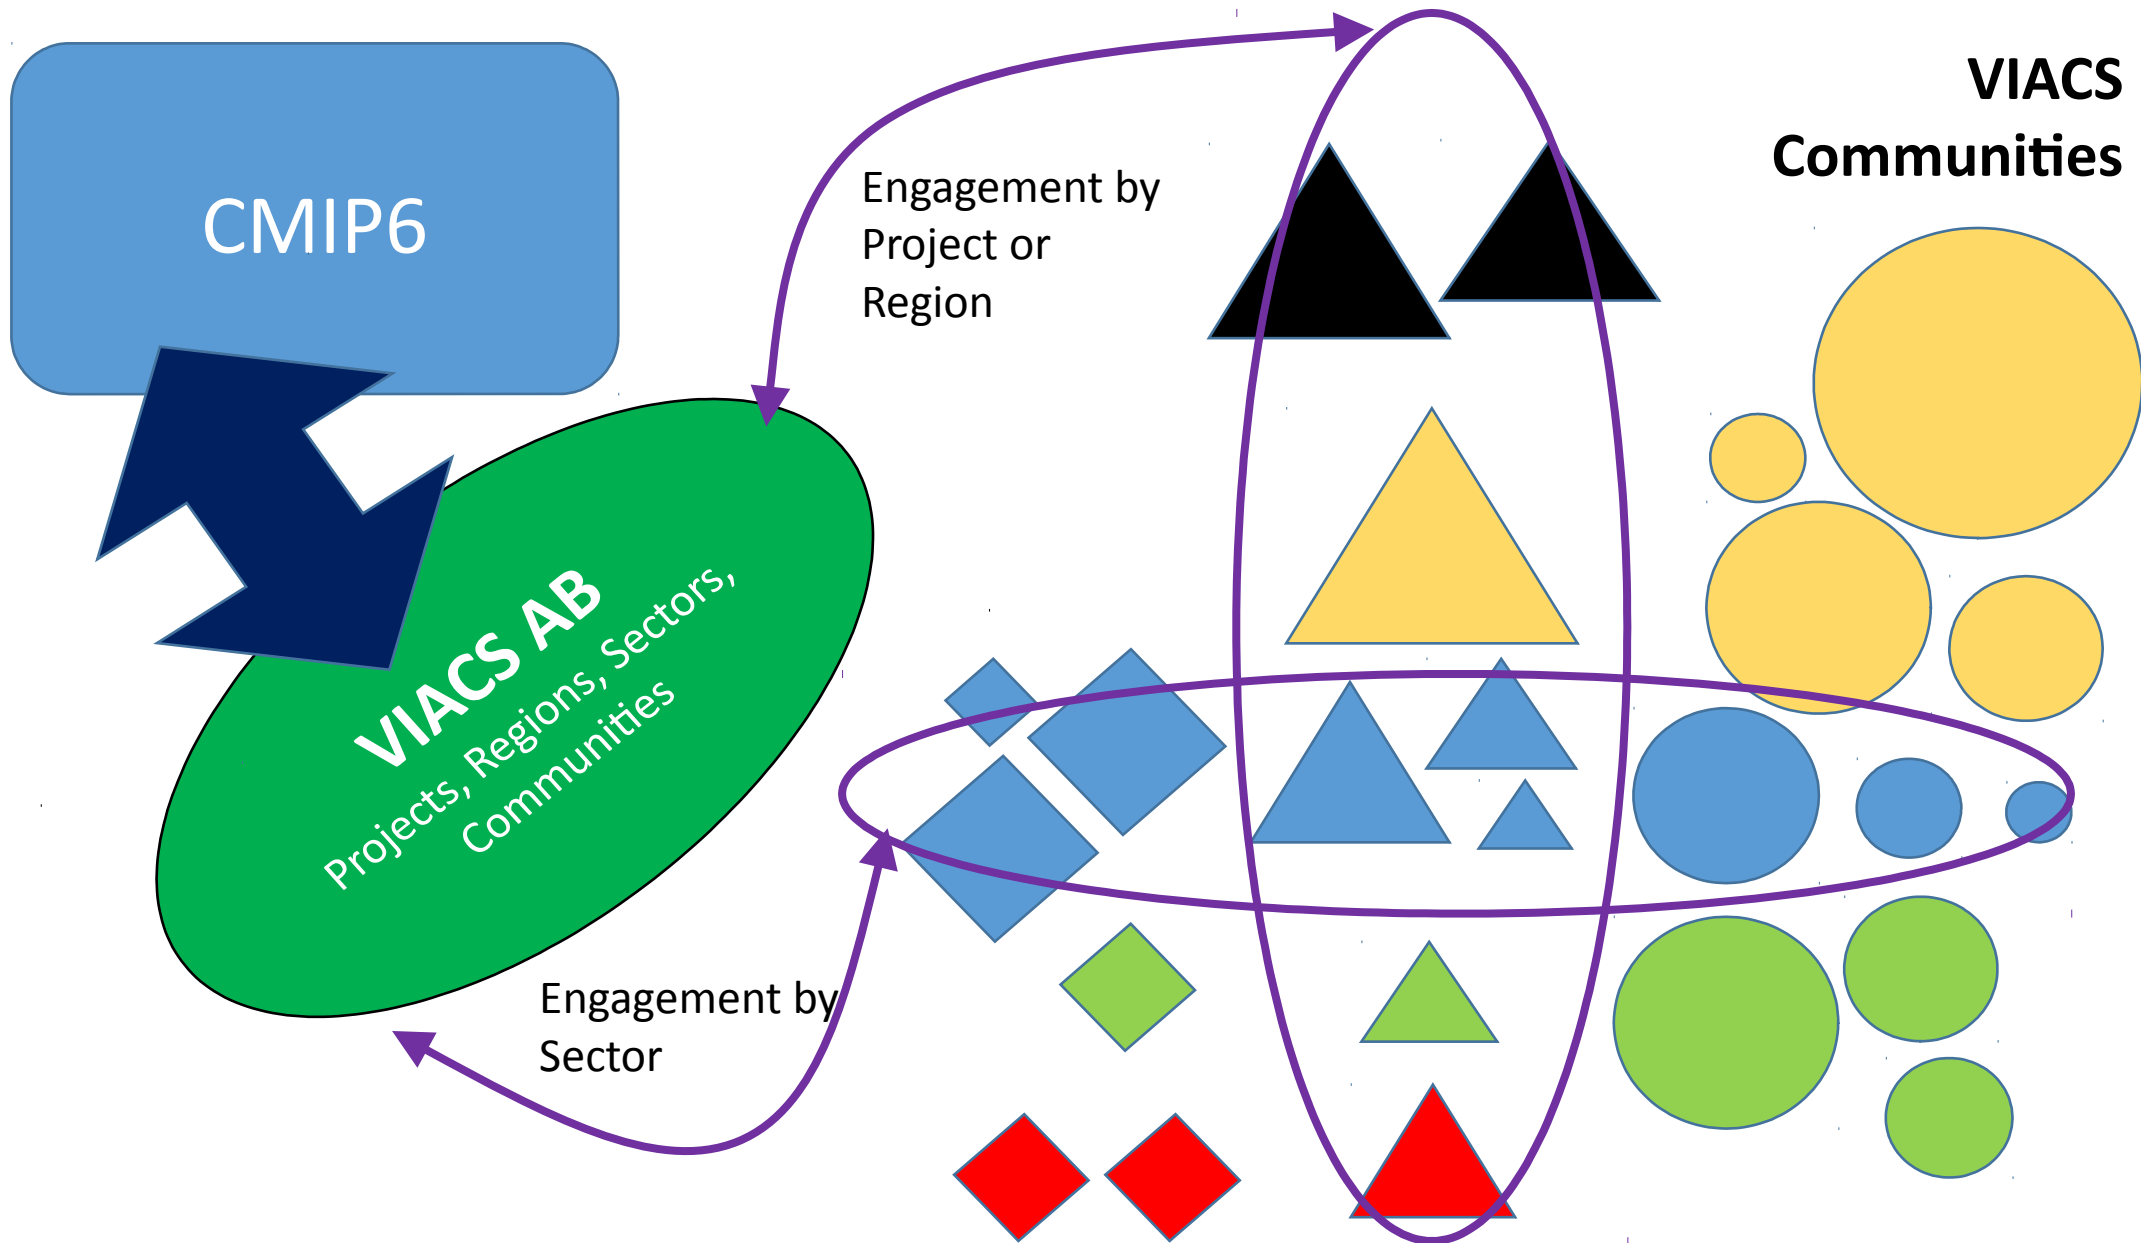 CMIP6
Engagement by
Project or
Region
VIACS
Communities
VIACS AB
Projects, Regions, Sectors,
Communities
Engagement by
Sector